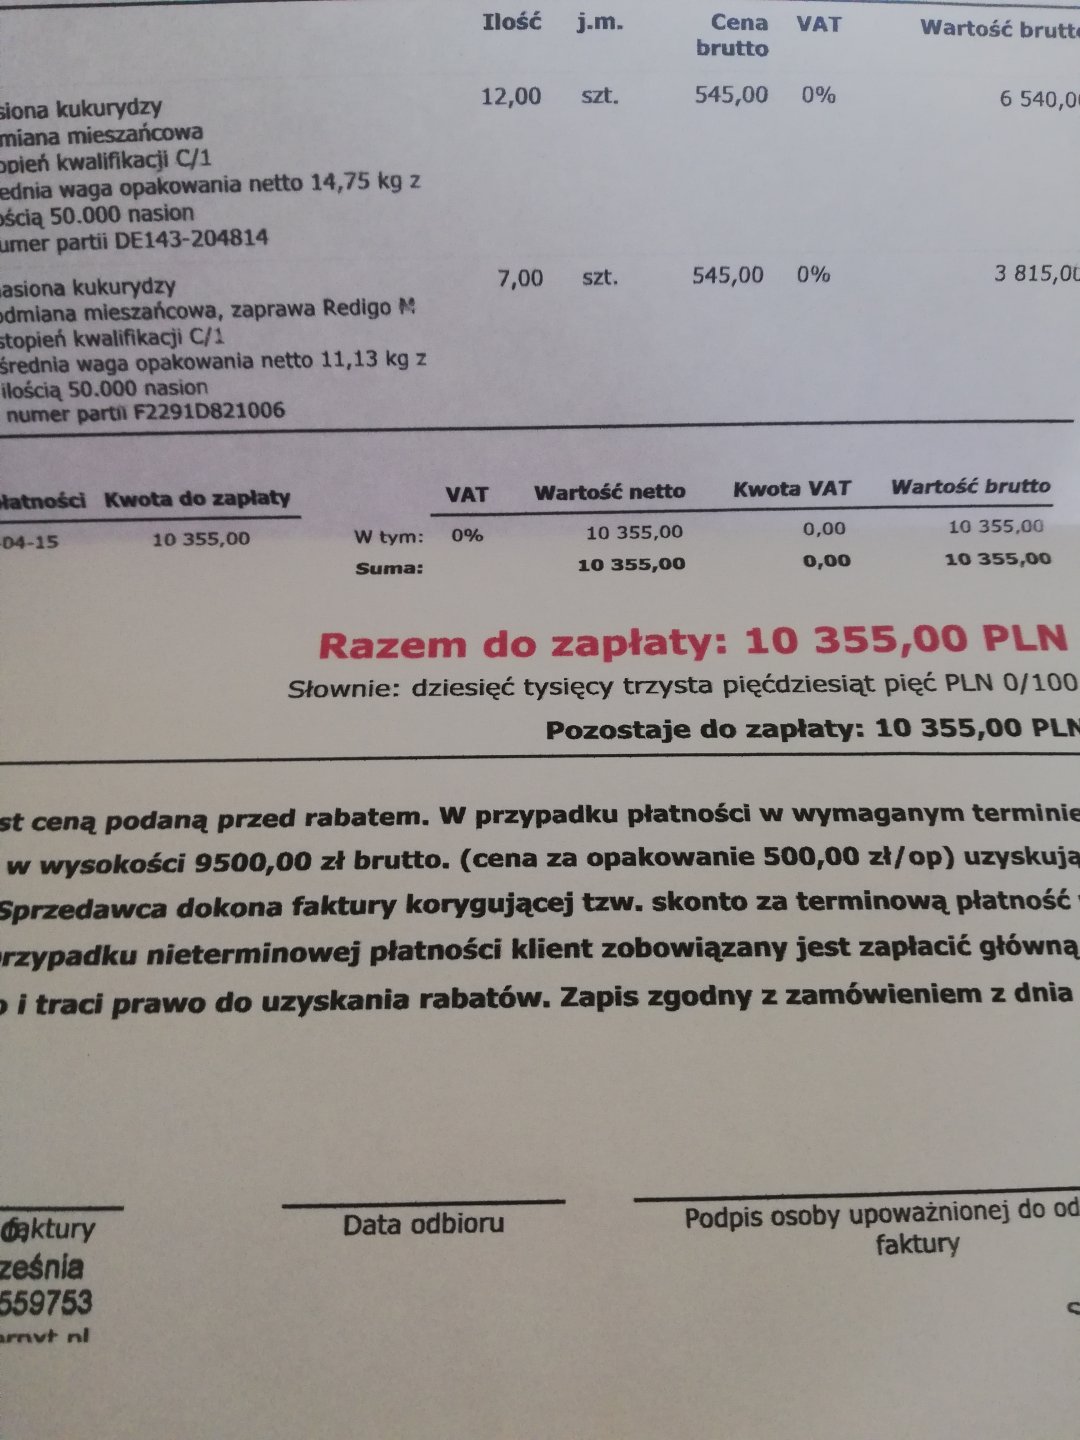 Ilość j.m. Cena brutto VAT Wartość brutto
siona kukurydzy 12,00 szt. 545,00 0% 6 540,00
miana mieszańcowa
opień kwalifikacji C/1
ednia waga opakowania netto 14,75 kg z
ością 50.000 nasion
umer partii DE143-204814
asiona kukurydzy 7,00 szt. 545,00 0% 3 815,00
odmiana mieszańcowa, zaprawa Redigo M
stopień kwalifikacji C/1
średnia waga opakowania netto 11,13 kg z
ilością 50.000 nasion
numer partii F2291D821006
łatności Kwota do zapłaty VAT Wartość netto Kwota VAT Wartość brutto
04-15 10 355,00 W tym: 0% 10 355,00 0,00 10 355,00
Suma: 10 355,00 0,00 10 355,00
Razem do zapłaty: 10 355,00 PLN
Słownie: dziesięć tysięcy trzysta pięćdziesiąt pięć PLN 0/100
Pozostaje do zapłaty: 10 355,00 PLN
st ceną podaną przed rabatem. W przypadku płatności w wymaganym terminie
w wysokości 9500,00 zł brutto. (cena za opakowanie 500,00 zł/op) uzyskują
Sprzedawca dokona faktury korygującej tzw. skonto za terminową płatność
rzypadku nieterminowej płatności klient zobowiązany jest zapłacić główną
o i traci prawo do uzyskania rabatów. Zapis zgodny z zamówieniem z dnia
faktury Data odbioru Podpis osoby upoważnionej do od
faktury
ześnia
559753